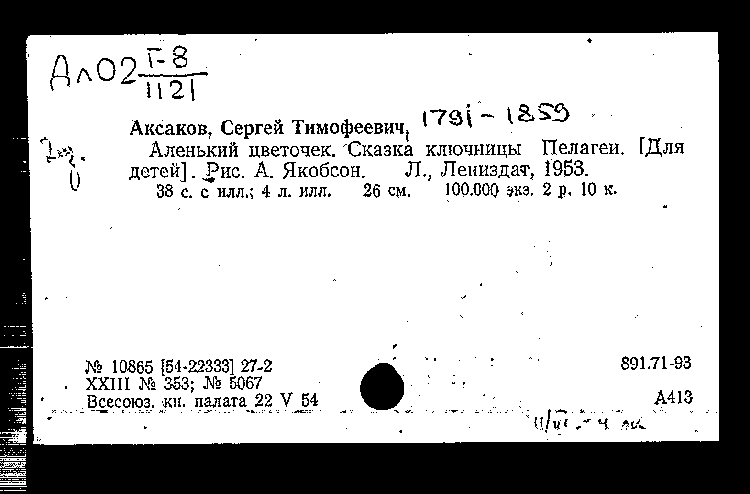 Дл02 Г-8
1121
Аксаков, Сергей Тимофеевич, 1791 - 1859
Аленький цветочек. Сказка ключницы Пелагеи. [Для
детей]. Рис. А. Якобсон. Л., Лениздат, 1953.
38 с. с илл.; 4 л. илл. 26 см. 100.000 экз. 2 р. 10 к.
№ 10865 [54-22333] 27-2
891.71-93
XXIII № 353; № 5067
Всесоюз. кн. палата 22 V 54
А413